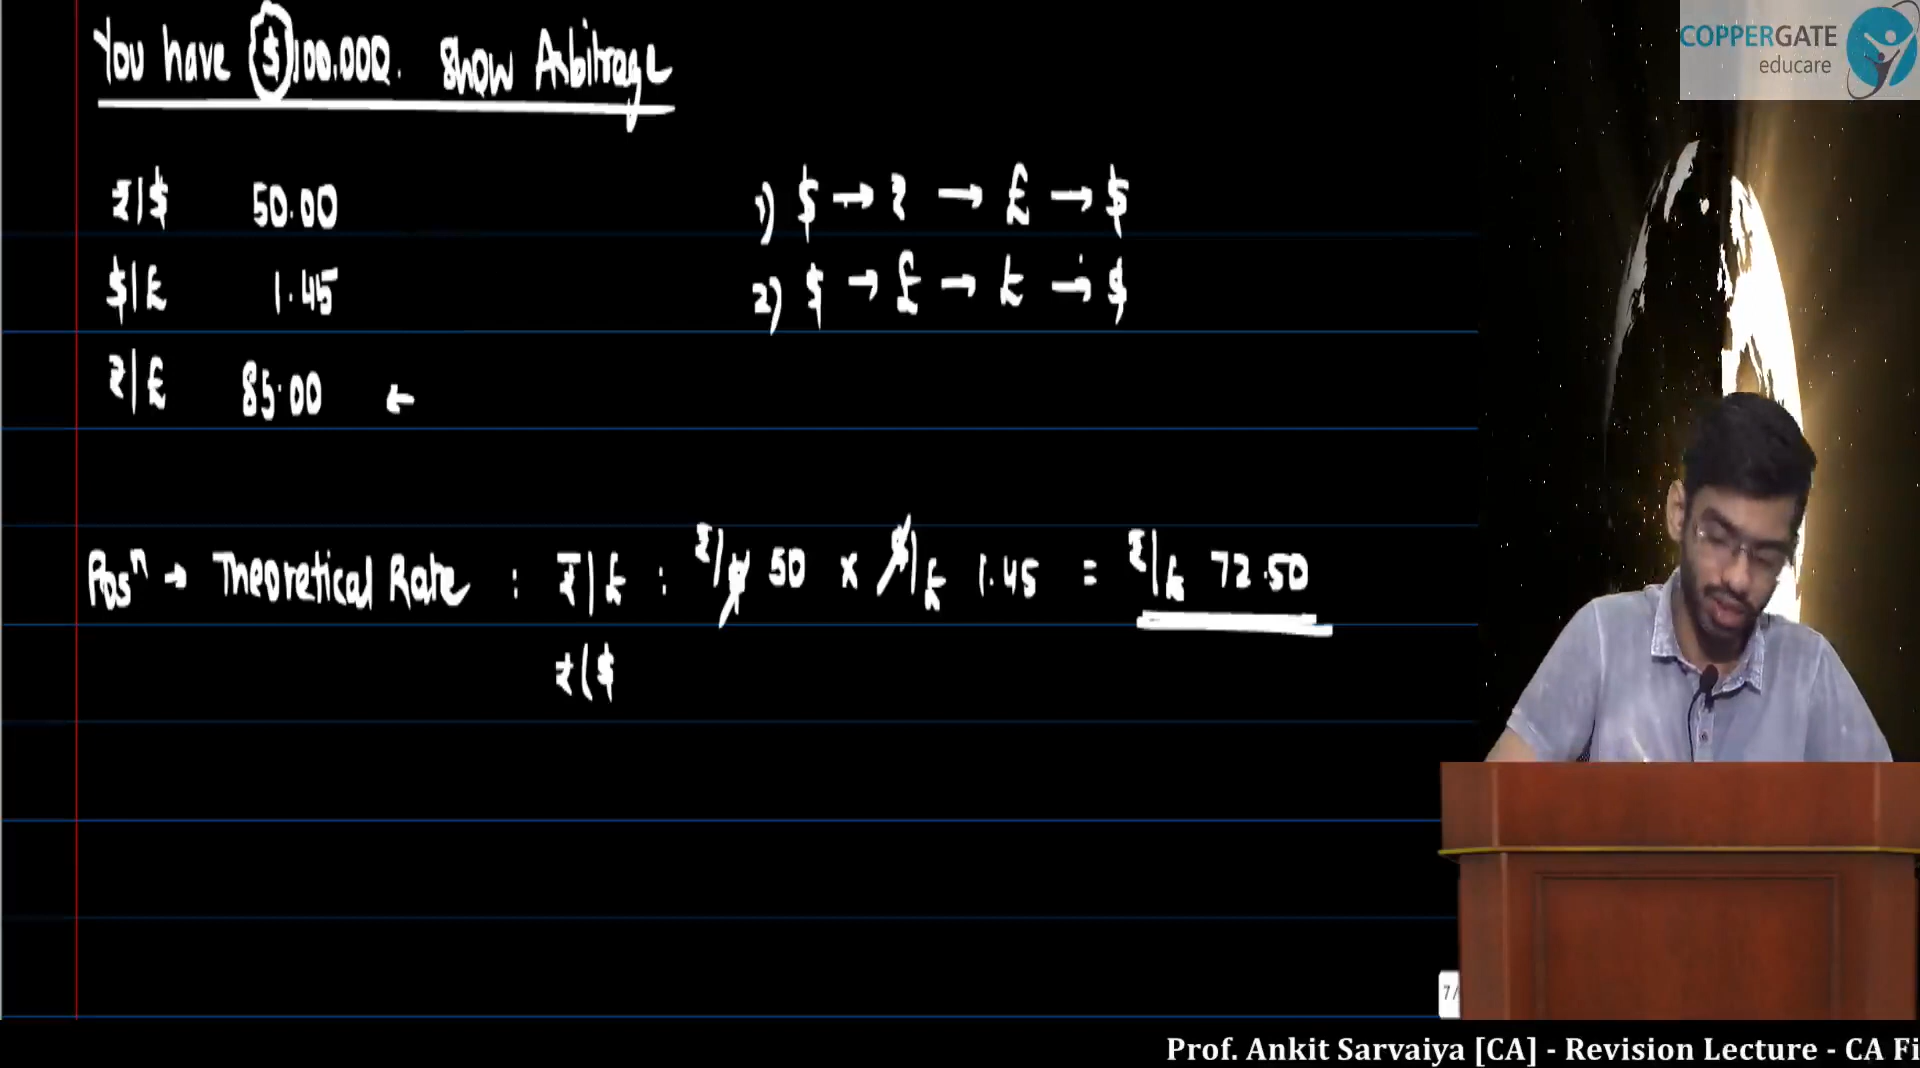 You have $100,000. Show Arbitrage
₹|$ 50.00
$|£ 1.45
₹|£ 85.00 ←
1) $ → ₹ → £ → $
2) $ → £ → ₹ → $
Posⁿ → Theoretical Rate : ₹|£ : ₹|$ 50 x $|£ 1.45 = ₹|£ 72.50
₹|$
COPPERGATE
educare
7/
Prof. Ankit Sarvaiya [CA] - Revision Lecture - CA Fi